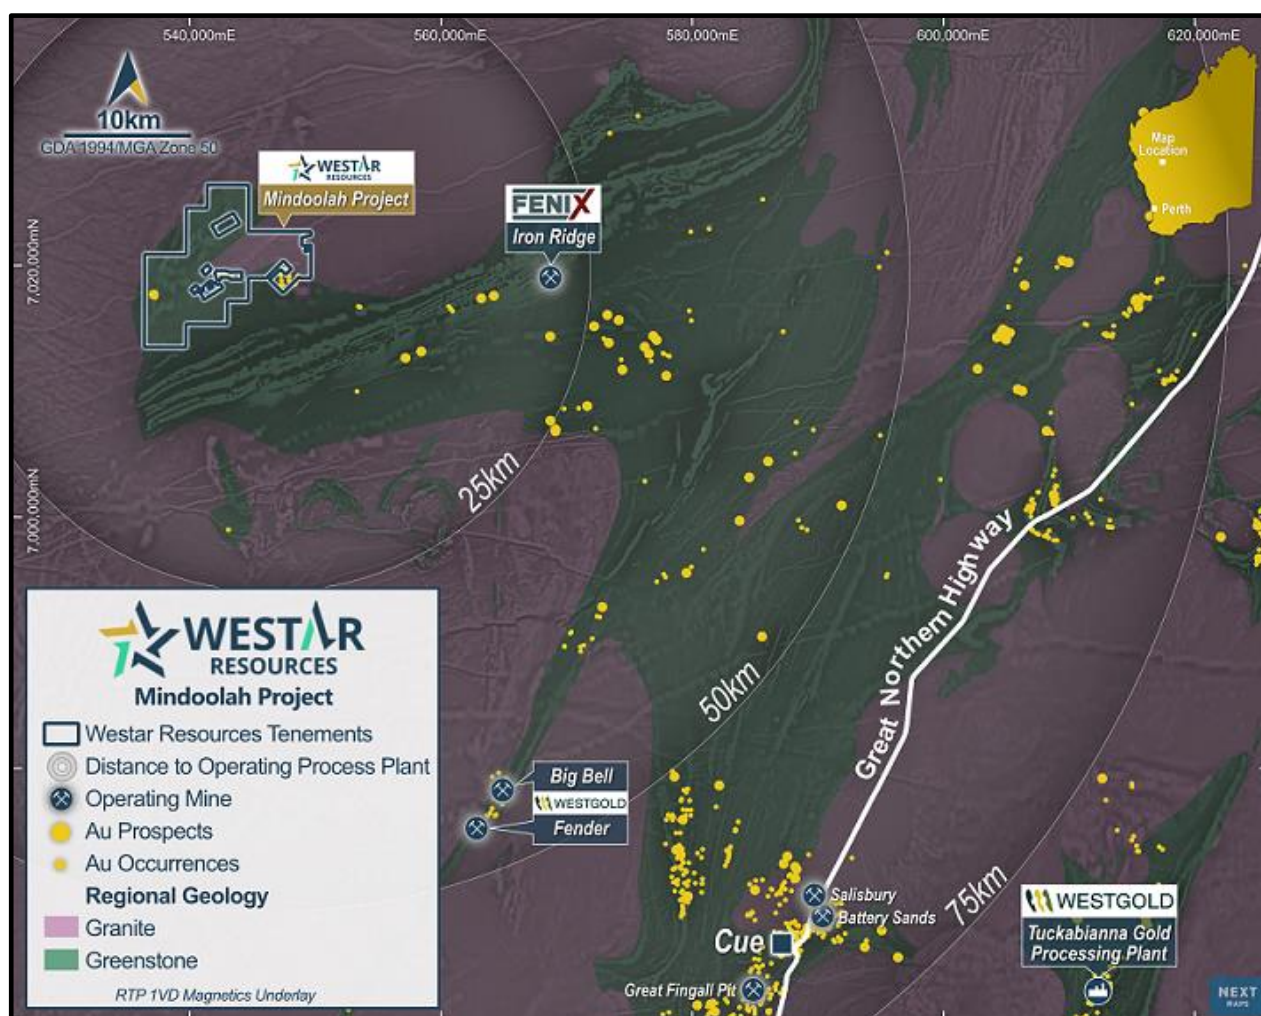 540,000mE
560,000mE
580,000mE
600,000mE
620,000mE
10km
GDA 1994/MGA Zone 50
WESTAR
RESOURCES
Mindoolah Project
FENIX
Iron Ridge
Map
Location
Perth
7,020,000mN
25km
7,000,000mN
Great Northern Highway
50km
WESTAR
RESOURCES
Mindoolah Project
Westar Resources Tenements
Distance to Operating Process Plant
Operating Mine
Au Prospects
Au Occurrences
Regional Geology
Granite
Greenstone
RTP 1VD Magnetics Underlay
Big Bell
WESTGOLD
Fender
75km
Salisbury
Battery Sands
Cue
Great Fingall Pit
WESTGOLD
Tuckabianna Gold
Processing Plant
NEXT
MAPS